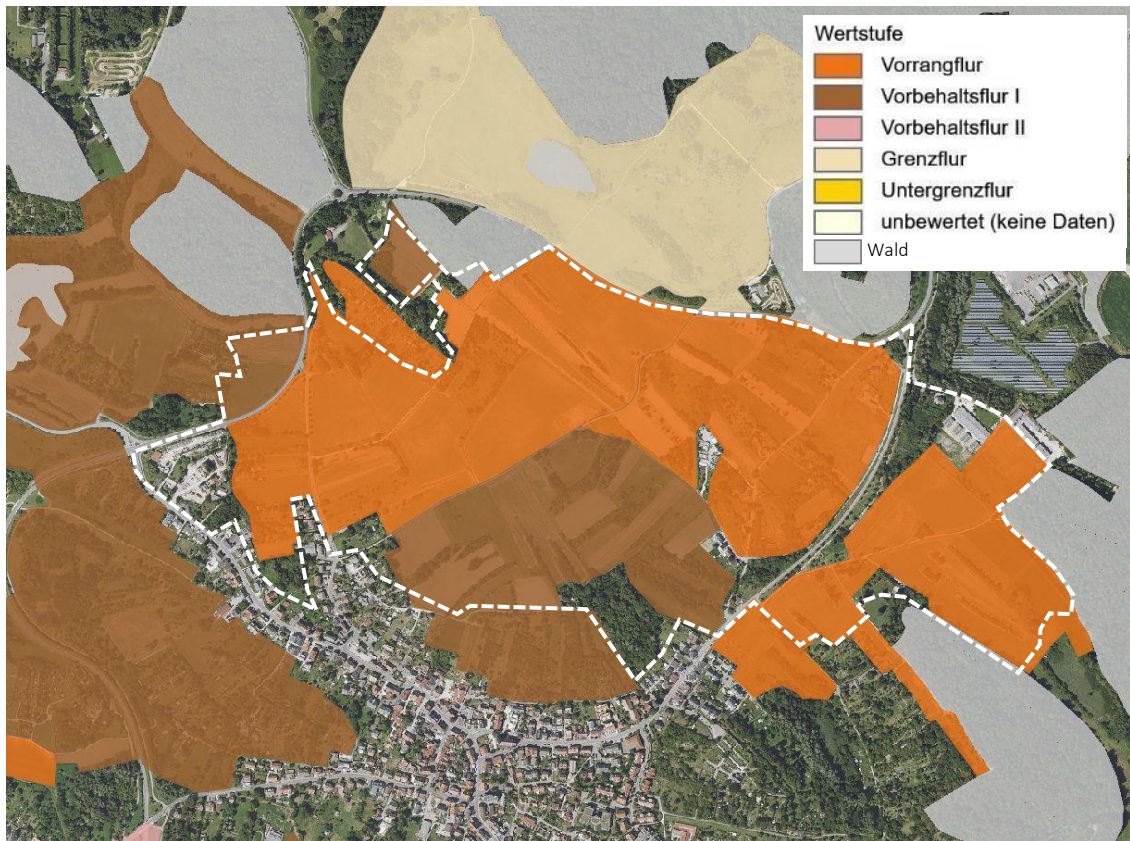 Wertstufe
Vorrangflur
Vorbehaltsflur I
Vorbehaltsflur II
Grenzflur
Untergrenzflur
unbewertet (keine Daten)
Wald